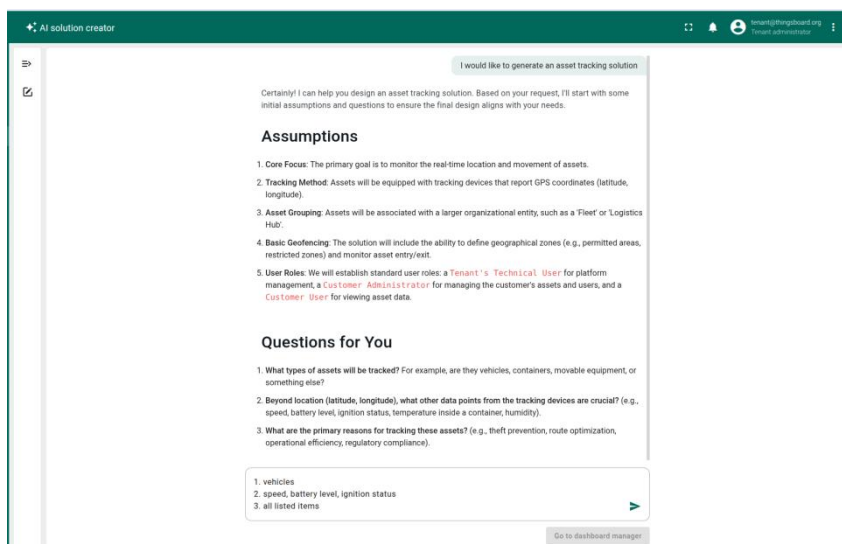 AI solution creator
tenant@thingsboard.org
Tenant administrator
I would like to generate an asset tracking solution
Certainly! I can help you design an asset tracking solution. Based on your request, I'll start with some
initial assumptions and questions to ensure the final design aligns with your needs.
Assumptions
1. Core Focus: The primary goal is to monitor the real-time location and movement of assets.
2. Tracking Method: Assets will be equipped with tracking devices that report GPS coordinates (latitude,
longitude).
3. Asset Grouping: Assets will be associated with a larger organizational entity, such as a 'Fleet' or 'Logistics
Hub'.
4. Basic Geofencing: The solution will include the ability to define geographical zones (e.g., permitted areas,
restricted zones) and monitor asset entry/exit.
5. User Roles: We will establish standard user roles: a Tenant's Technical User for platform
management, a Customer Administrator for managing the customer's assets and users, and a
Customer User for viewing asset data.
Questions for You
1. What types of assets will be tracked? For example, are they vehicles, containers, movable equipment, or
something else?
2. Beyond location (latitude, longitude), what other data points from the tracking devices are crucial? (e.g.,
speed, battery level, ignition status, temperature inside a container, humidity).
3. What are the primary reasons for tracking these assets? (e.g., theft prevention, route optimization,
operational efficiency, regulatory compliance).
1. vehicles
2. speed, battery level, ignition status
3. all listed items
Go to dashboard manager